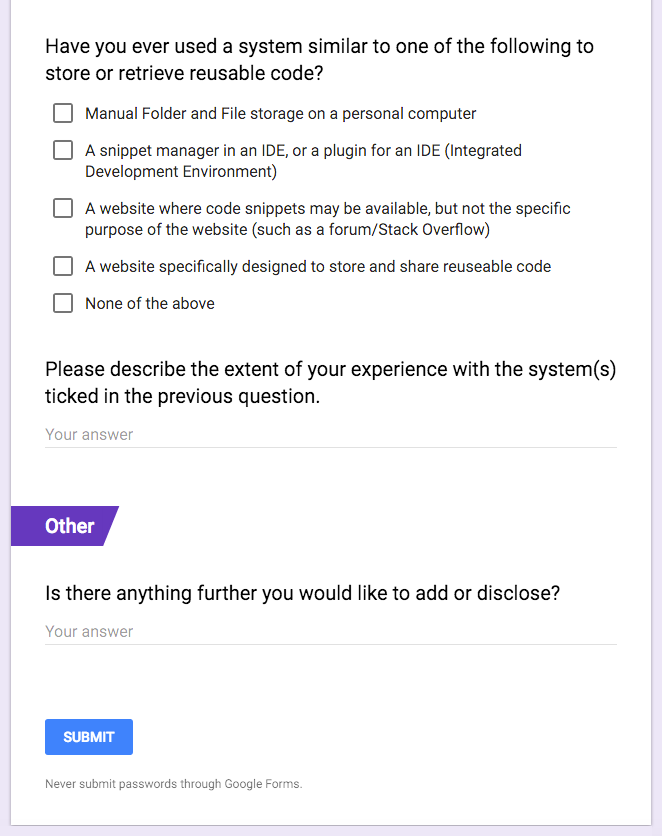 Have you ever used a system similar to one of the following to
store or retrieve reusable code?
Manual Folder and File storage on a personal computer
A snippet manager in an IDE, or a plugin for an IDE (Integrated
Development Environment)
A website where code snippets may be available, but not the specific
purpose of the website (such as a forum/Stack Overflow)
A website specifically designed to store and share reuseable code
None of the above
Please describe the extent of your experience with the system(s)
ticked in the previous question.
Your answer
Other
Is there anything further you would like to add or disclose?
Your answer
SUBMIT
Never submit passwords through Google Forms.